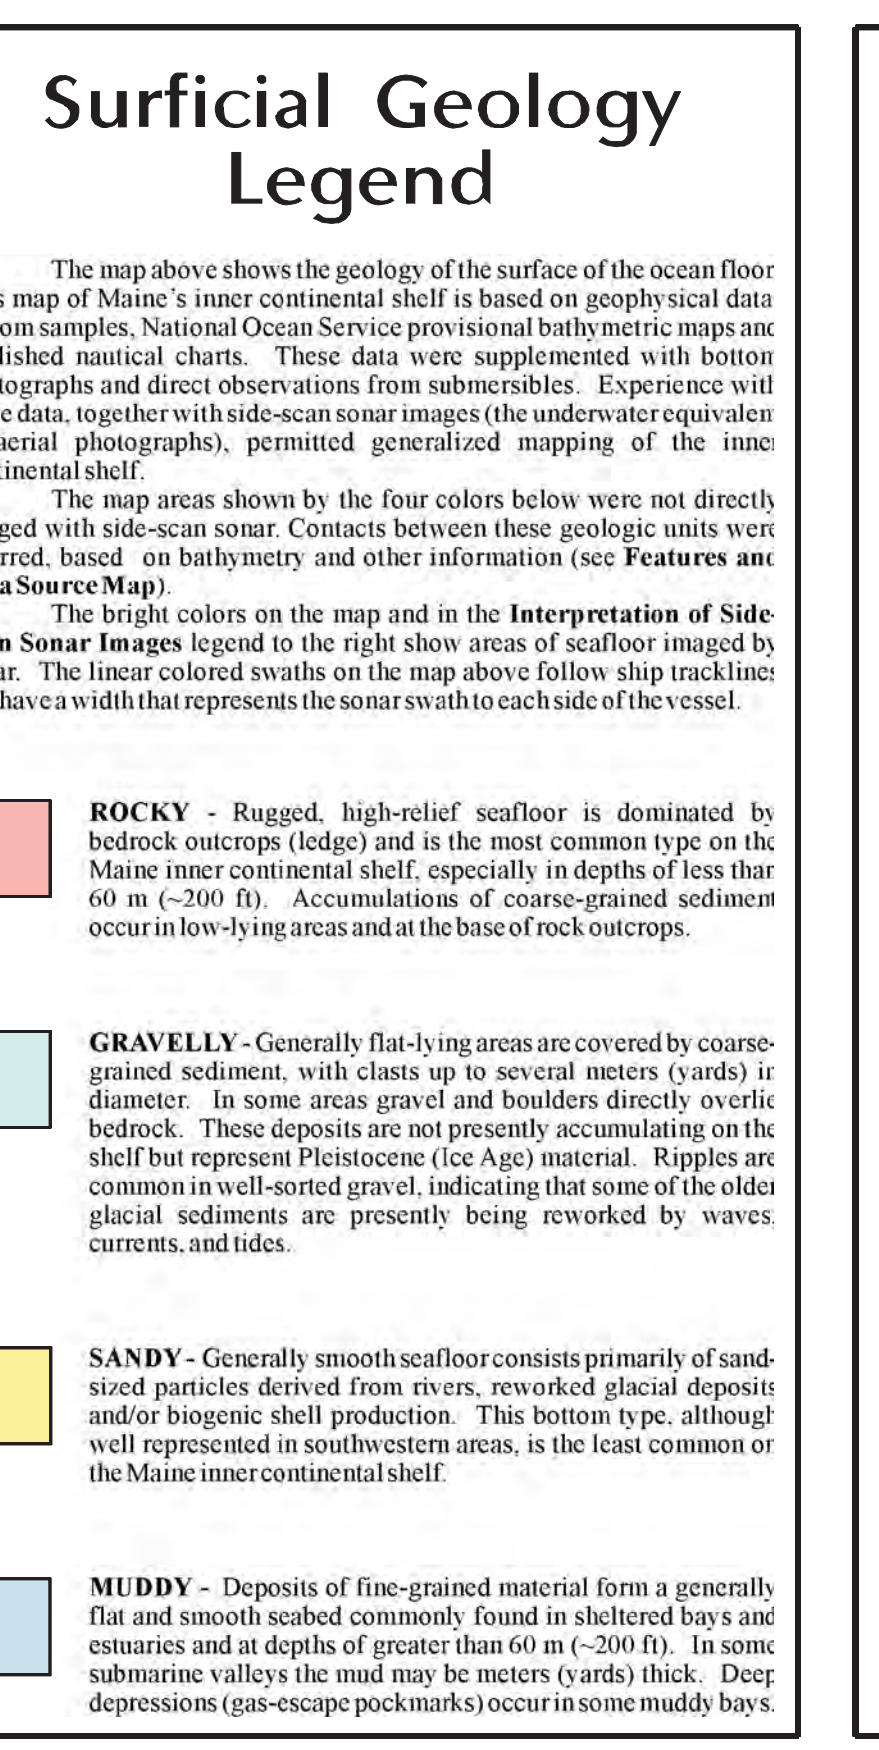 Surficial Geology
Legend
The map above shows the geology of the surface of the ocean floor
map of Maine's inner continental shelf is based on geophysical data
samples, National Ocean Service provisional bathymetric maps and
nautical charts. These data were supplemented with bottom
and direct observations from submersibles. Experience with
data, together with side-scan sonar images (the underwater equivalent
aerial photographs), permitted generalized mapping of the inner
shelf.
The map areas shown by the four colors below were not directly
with side-scan sonar. Contacts between these geologic units were
based on bathymetry and other information (see Features and
Source Map).
The bright colors on the map and in the Interpretation of Side-
Sonar Images legend to the right show areas of seafloor imaged by
The linear colored swaths on the map above follow ship tracklines
have a width that represents the sonar swath to each side of the vessel.
ROCKY - Rugged, high-relief seafloor is dominated by
bedrock outcrops (ledge) and is the most common type on the
Maine inner continental shelf, especially in depths of less than
60 m (~200 ft). Accumulations of coarse-grained sediment
occur in low-lying areas and at the base of rock outcrops.
GRAVELLY - Generally flat-lying areas are covered by coarse-
grained sediment, with clasts up to several meters (yards) in
diameter. In some areas gravel and boulders directly overlie
bedrock. These deposits are not presently accumulating on the
shelf but represent Pleistocene (Ice Age) material. Ripples are
common in well-sorted gravel, indicating that some of the older
glacial sediments are presently being reworked by waves,
currents, and tides.
SANDY - Generally smooth seafloor consists primarily of sand-
sized particles derived from rivers, reworked glacial deposits
and/or biogenic shell production. This bottom type, although
well represented in southwestern areas, is the least common on
the Maine inner continental shelf.
MUDDY - Deposits of fine-grained material form a generally
flat and smooth seabed commonly found in sheltered bays and
estuaries and at depths of greater than 60 m (~200 ft). In some
submarine valleys the mud may be meters (yards) thick. Deep
depressions (gas-escape pockmarks) occur in some muddy bays.